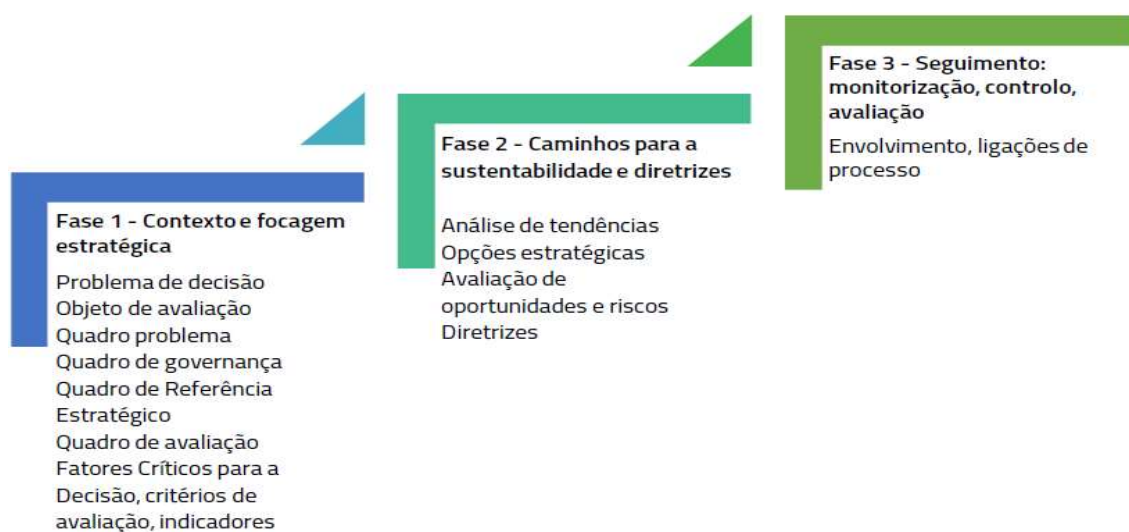 Fase 1 - Contexto e focagem
estratégica
Problema de decisão
Objeto de avaliação
Quadro problema
Quadro de governança
Quadro de Referência
Estratégico
Quadro de avaliação
Fatores Críticos para a
Decisão, critérios de
avaliação, indicadores
Fase 2 - Caminhos para a
sustentabilidade e diretrizes
Análise de tendências
Opções estratégicas
Avaliação de
oportunidades e riscos
Diretrizes
Fase 3 - Seguimento:
monitorização, controlo,
avaliação
Envolvimento, ligações de
processo